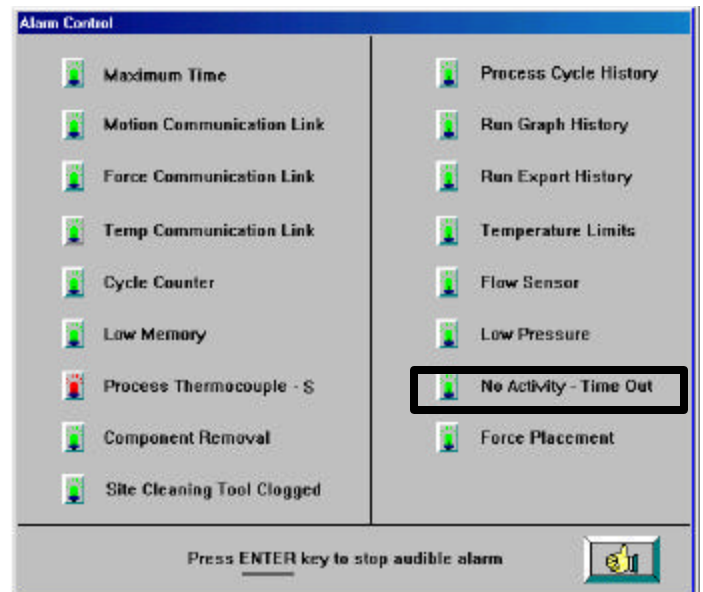 Alarm Control
Maximum Time
Motion Communication Link
Force Communication Link
Temp Communication Link
Cycle Counter
Low Memory
Process Thermocouple - S
Component Removal
Site Cleaning Tool Clogged
Process Cycle History
Run Graph History
Run Export History
Temperature Limits
Flow Sensor
Low Pressure
No Activity - Time Out
Force Placement
Press ENTER key to stop audible alarm